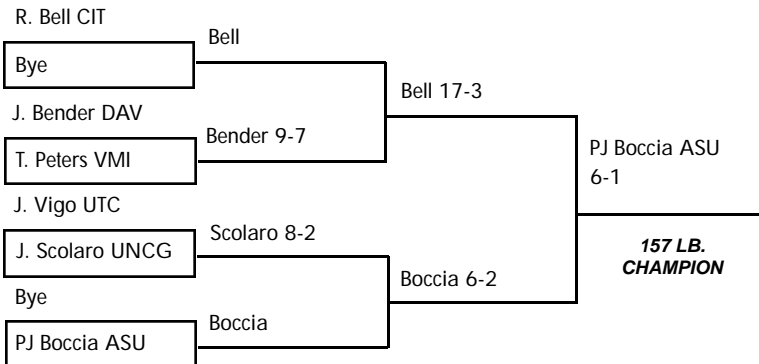 R. Bell CIT
Bye
J. Bender DAV
T. Peters VMI
J. Vigo UTC
J. Scolaro UNCG
Bye
PJ Boccia ASU
Bell
Bender 9-7
Scolaro 8-2
Boccia
Bell 17-3
Boccia 6-2
PJ Boccia ASU
6-1
157 LB.
CHAMPION